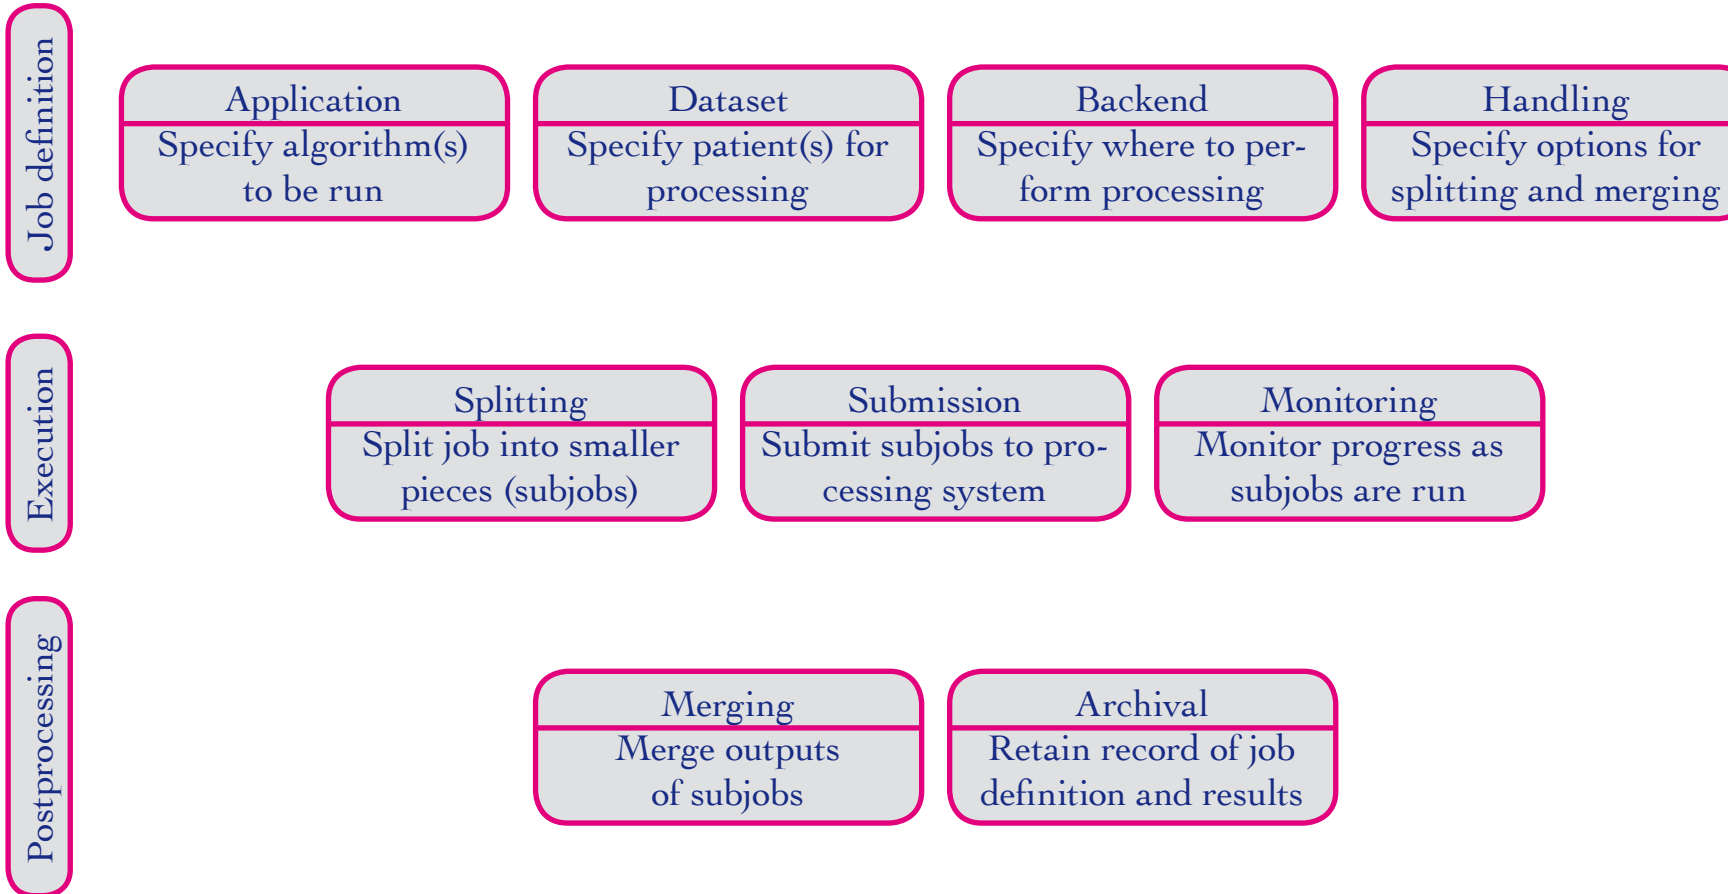 Job definition
Application
Specify algorithm(s)
to be run
Dataset
Specify patient(s) for
processing
Backend
Specify where to per-
form processing
Handling
Specify options for
splitting and merging
Execution
Splitting
Split job into smaller
pieces (subjobs)
Submission
Submit subjobs to pro-
cessing system
Monitoring
Monitor progress as
subjobs are run
Postprocessing
Merging
Merge outputs
of subjobs
Archival
Retain record of job
definition and results